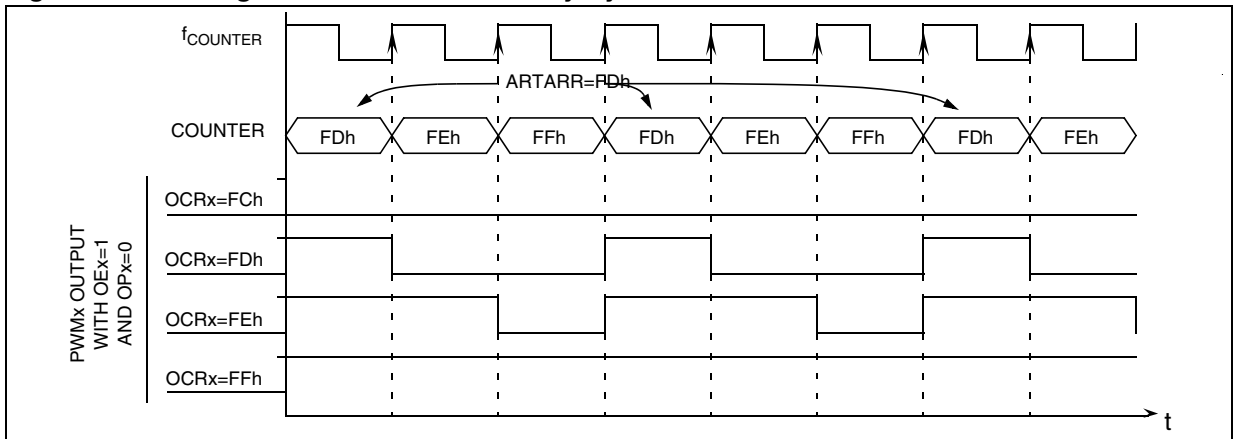 fCOUNTER
ARTARR=FDh
COUNTER
FDh FEh FFh FDh FEh FFh FDh FEh
PWMx OUTPUT
WITH OEx=1
AND OPx=0
OCRx=FCh
OCRx=FDh
OCRx=FEh
OCRx=FFh
t